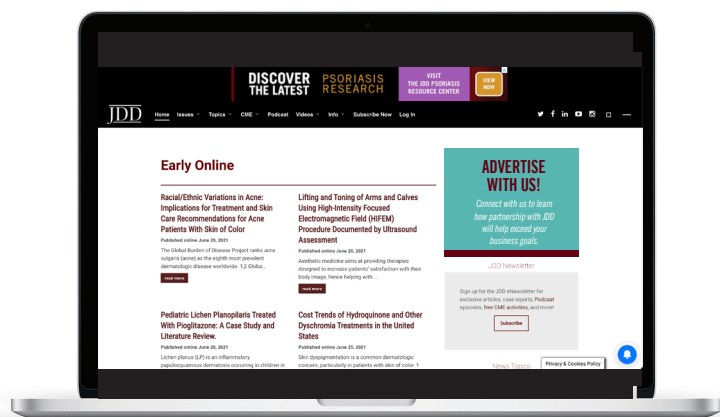 DISCOVER
THE LATEST
PSORIASIS
RESEARCH
VISIT
THE JDD PSORIASIS
RESOURCE CENTER
VIEW
NOW
JDD
Home Issues Topics CME Podcast Videos Info Subscribe Now Log In
Early Online
Racial/Ethnic Variations in Acne:
Implications for Treatment and Skin
Care Recommendations for Acne
Patients With Skin of Color
Published online June 29, 2021
The Global Burden of Disease Project ranks acne
vulgaris (acne) as the eighth most prevalent
dermatologic disease worldwide 1,2 Globa...
read more
Lifting and Toning of Arms and Calves
Using High-Intensity Focused
Electromagnetic Field (HIFEM)
Procedure Documented by Ultrasound
Assessment
Published online June 28, 2021
Aesthetic medicine aims at providing therapies
designed to increase patients' satisfaction with their
body image, hence helping with ...
read more
Pediatric Lichen Planopilaris Treated
With Pioglitazone: A Case Study and
Literature Review.
Published online June 28, 2021
Lichen planus (LP) is an inflammatory
papulosquamous dermatosis occurring in children in
Cost Trends of Hydroquinone and Other
Dyschromia Treatments in the United
States
Published online June 25, 2021
Skin dyspigmentation is a common dermatologic
concern, particularly in patients with skin of color. 1
ADVERTISE
WITH US!
Connect with us to learn
how partnership with JDD
will help exceed your
business goals.
JDD Newsletter
Sign up for the JDD eNewsletter for
exclusive articles, case reports, Podcast
episodes, free CME activities, and more!
Subscribe
News Topics
Privacy & Cookies Policy